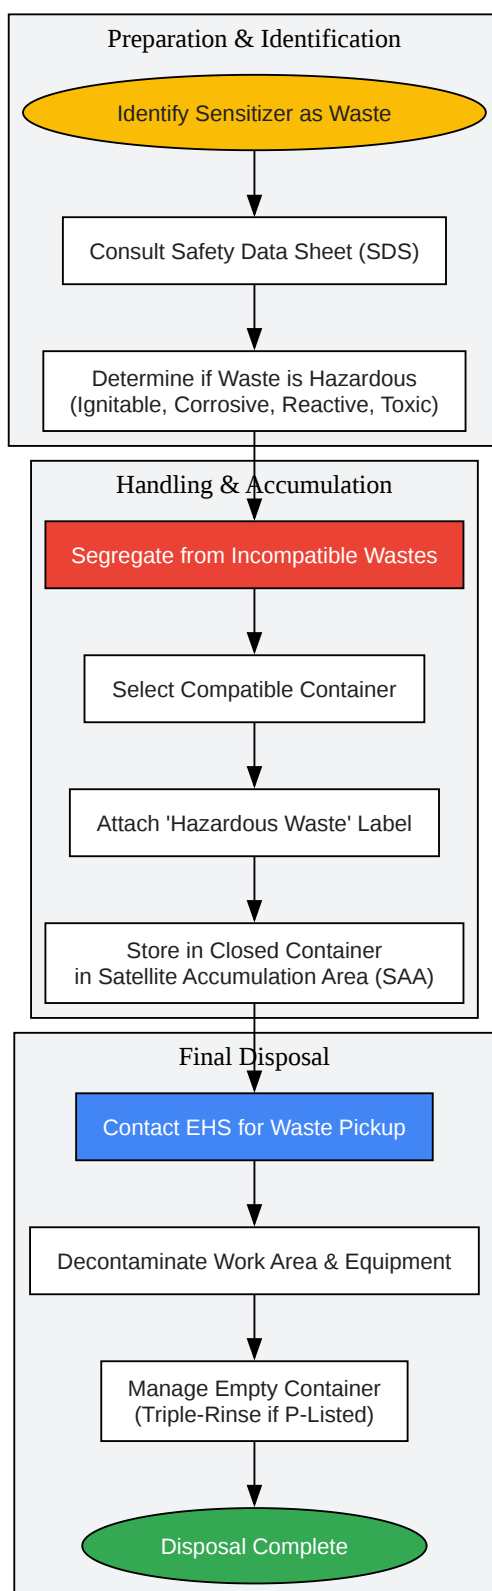 Preparation & Identification
Identify Sensitizer as Waste
Consult Safety Data Sheet (SDS)
Determine if Waste is Hazardous
(Ignitable, Corrosive, Reactive, Toxic)
Handling & Accumulation
Segregate from Incompatible Wastes
Select Compatible Container
Attach 'Hazardous Waste' Label
Store in Closed Container
in Satellite Accumulation Area (SAA)
Final Disposal
Contact EHS for Waste Pickup
Decontaminate Work Area & Equipment
Manage Empty Container
(Triple-Rinse if P-Listed)
Disposal Complete